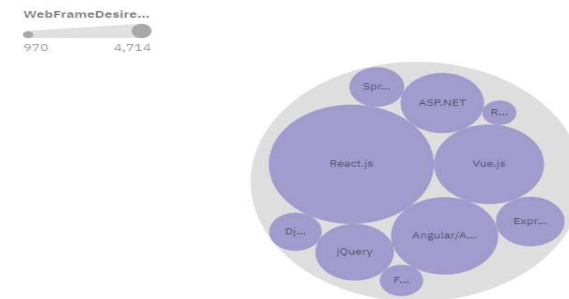 WebFrameDesire...
970 4,714
Spr...
ASP.NET
R...
React.js
Vue.js
Expr...
Dj...
Angular/A...
jQuery
F...